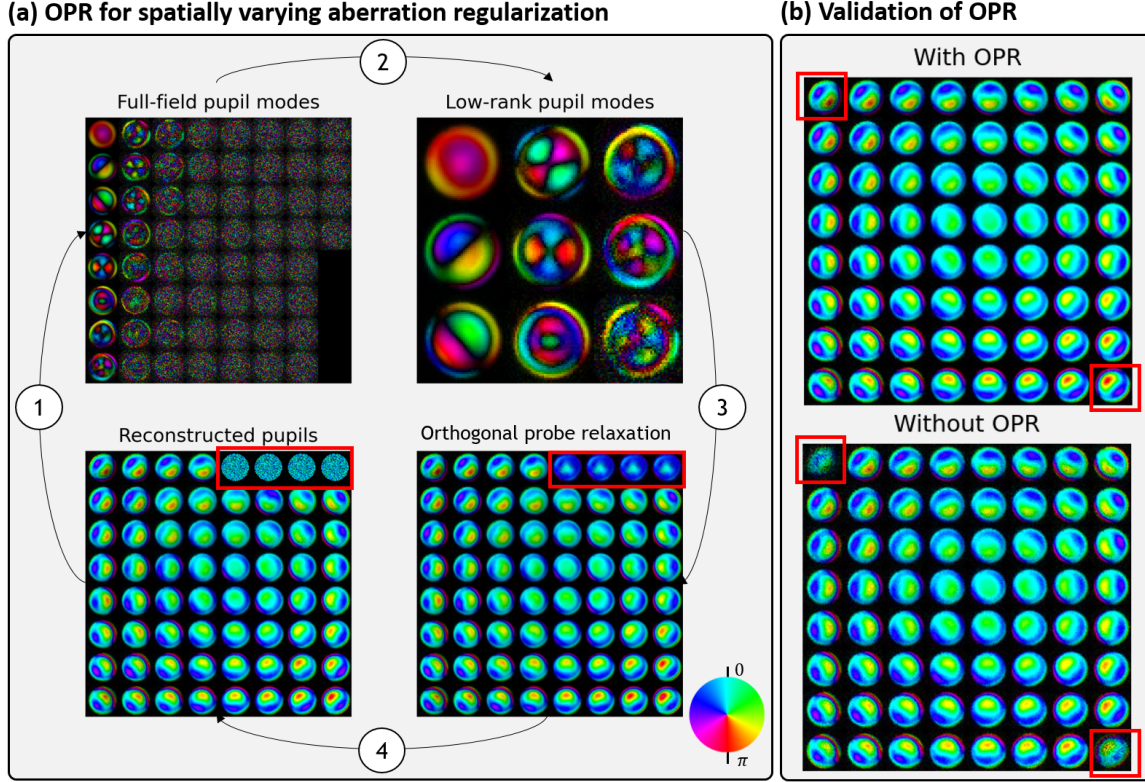 (a) OPR for spatially varying aberration regularization
(b) Validation of OPR
2
Full-field pupil modes
Low-rank pupil modes
1
3
Reconstructed pupils
Orthogonal probe relaxation
0
π
4
With OPR
Without OPR